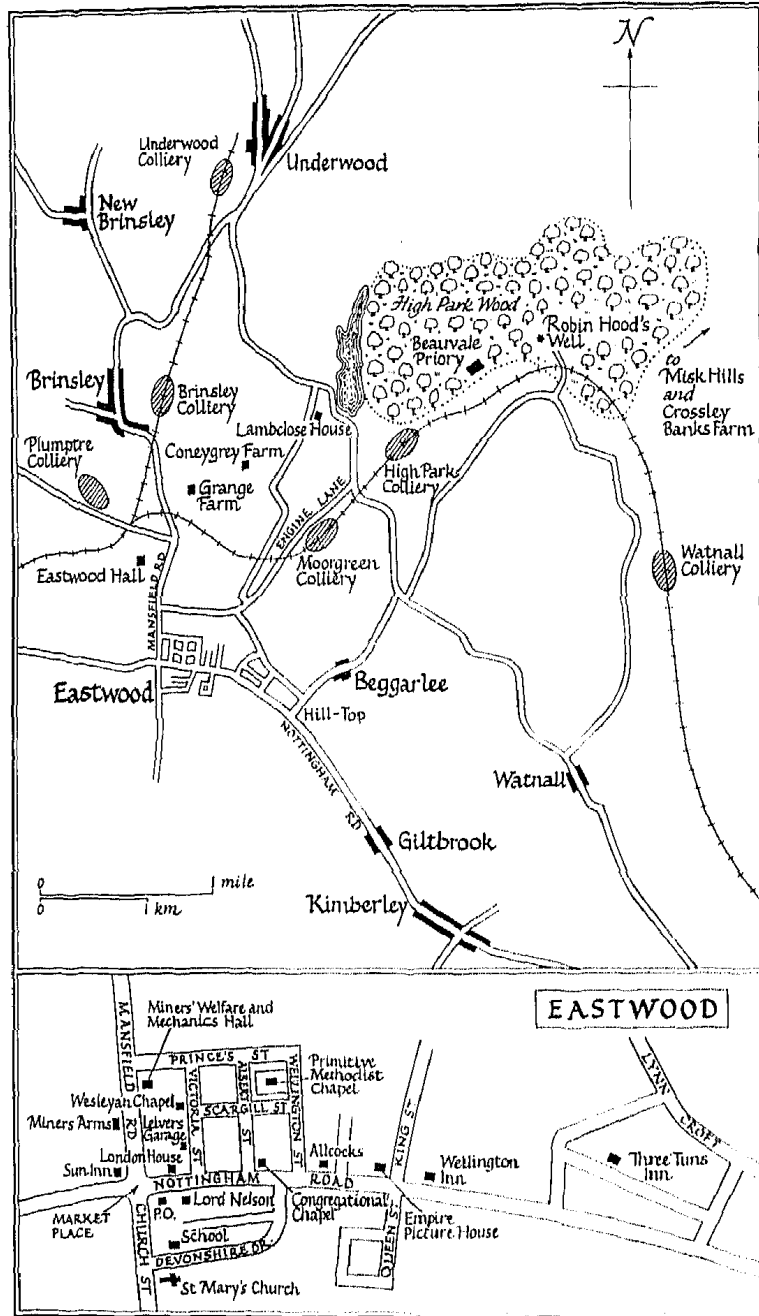 N
Underwood
Colliery
Underwood
New
Brinsley
High Park Wood
Beauvale
Priory
Robin Hood's
Well
to
Misk Hills
and
Crossley
Banks Farm
Brinsley
Brinsley
Colliery
Lambclose House
Coneygrey Farm
Grange
Farm
Plumptre
Colliery
High Park
Colliery
ENGINE LANE
Moorgreen
Colliery
Watnall
Colliery
Eastwood Hall
MANSFIELD RD
Eastwood
Beggarlee
Hill-Top
NOTTINGHAM RD
Watnall
Giltbrook
Kimberley
0 1 mile
0 1 km
EASTWOOD
MANSFIELD RD
Miners' Welfare and
Mechanics Hall
PRINCE'S ST
Primitive
Methodist
Chapel
Wesleyan Chapel
VICTORIA ST
ALBERT ST
WELLINGTON ST
SCARGILL ST
Miners Arms
Leivers
Garage
London House
Sun Inn
NOTTINGHAM ROAD
Allcocks
KING ST
Wellington
Inn
LYNN CROFT
Three Tuns
Inn
MARKET
PLACE
P.O.
Lord Nelson
Congregational
Chapel
Empire
Picture House
CHURCH ST
School
DEVONSHIRE DR.
QUEEN ST
St Mary's Church